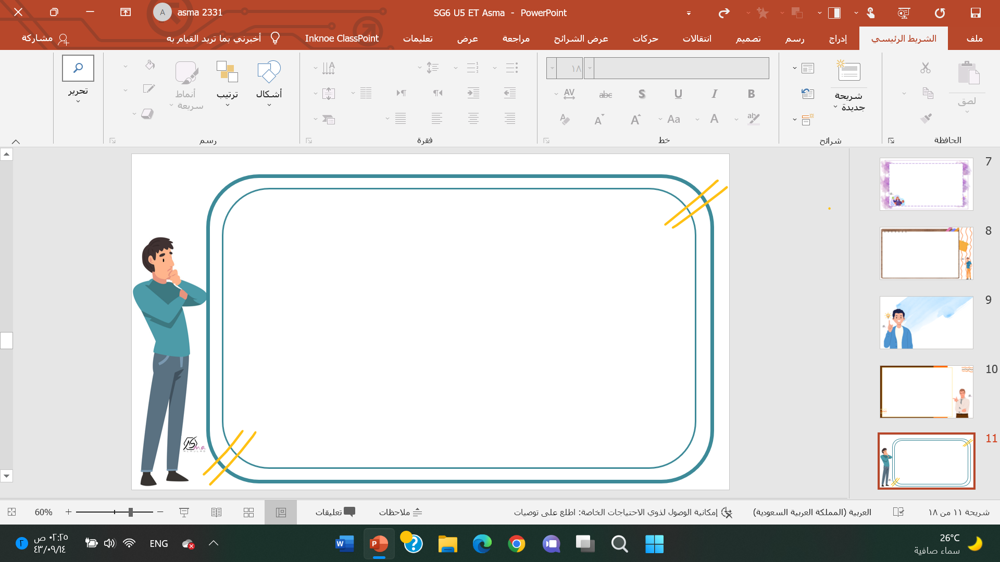 asma 2331
A
SG6 U5 ET Asma - PowerPoint
ملف
الشريط الرئيسي
إدراج
رسم
تصميم
انتقالات
حركات
عرض الشرائح
مراجعة
عرض
تعليمات
Inknoe ClassPoint
أخبرني بما تريد القيام به
مشاركة
لصق
الحافظة
شريحة
جديدة
شرائح
١٨
خط
فقرة
أشكال
ترتيب
أنماط
سريعة
رسم
تحرير
7
8
9
10
11
شريحة ١١ من ١٨
العربية (المملكة العربية السعودية)
إمكانية الوصول لذوي الاحتياجات الخاصة: اطلع على توصيات
ملاحظات
تعليقات
60%
26°C
سماء صافية
ENG
٠٢:٢٥ ص
٤٣/٠٩/١٤
٢